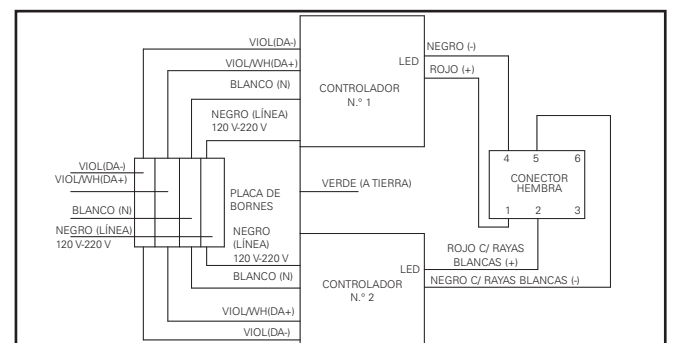 VIOL(DA-)
VIOL/WH(DA+)
BLANCO (N)
NEGRO (LÍNEA)
120 V-220 V
CONTROLADOR
N.º 1
LED
NEGRO (-)
ROJO (+)
VIOL(DA-)
VIOL/WH(DA+)
BLANCO (N)
NEGRO (LÍNEA)
120 V-220 V
PLACA DE
BORNES
VERDE (A TIERRA)
4 5 6
CONECTOR
HEMBRA
1 2 3
NEGRO
(LÍNEA)
120 V-220 V
BLANCO (N)
VIOL/WH(DA+)
VIOL(DA-)
CONTROLADOR
N.º 2
LED
ROJO C/ RAYAS
BLANCAS (+)
NEGRO C/ RAYAS BLANCAS (-)